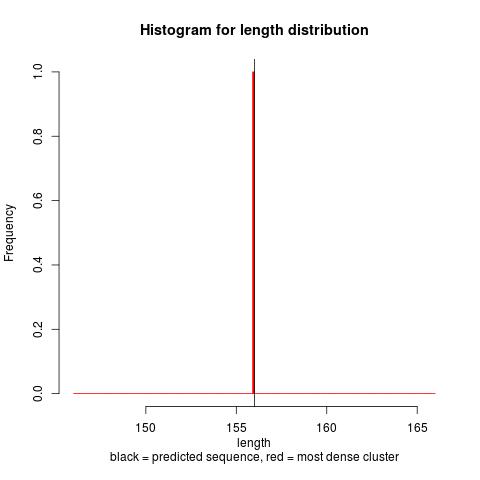 Histogram for length distribution
1.0
0.8
0.6
0.4
0.2
0.0
Frequency
150 155 160 165
length
black = predicted sequence, red = most dense cluster